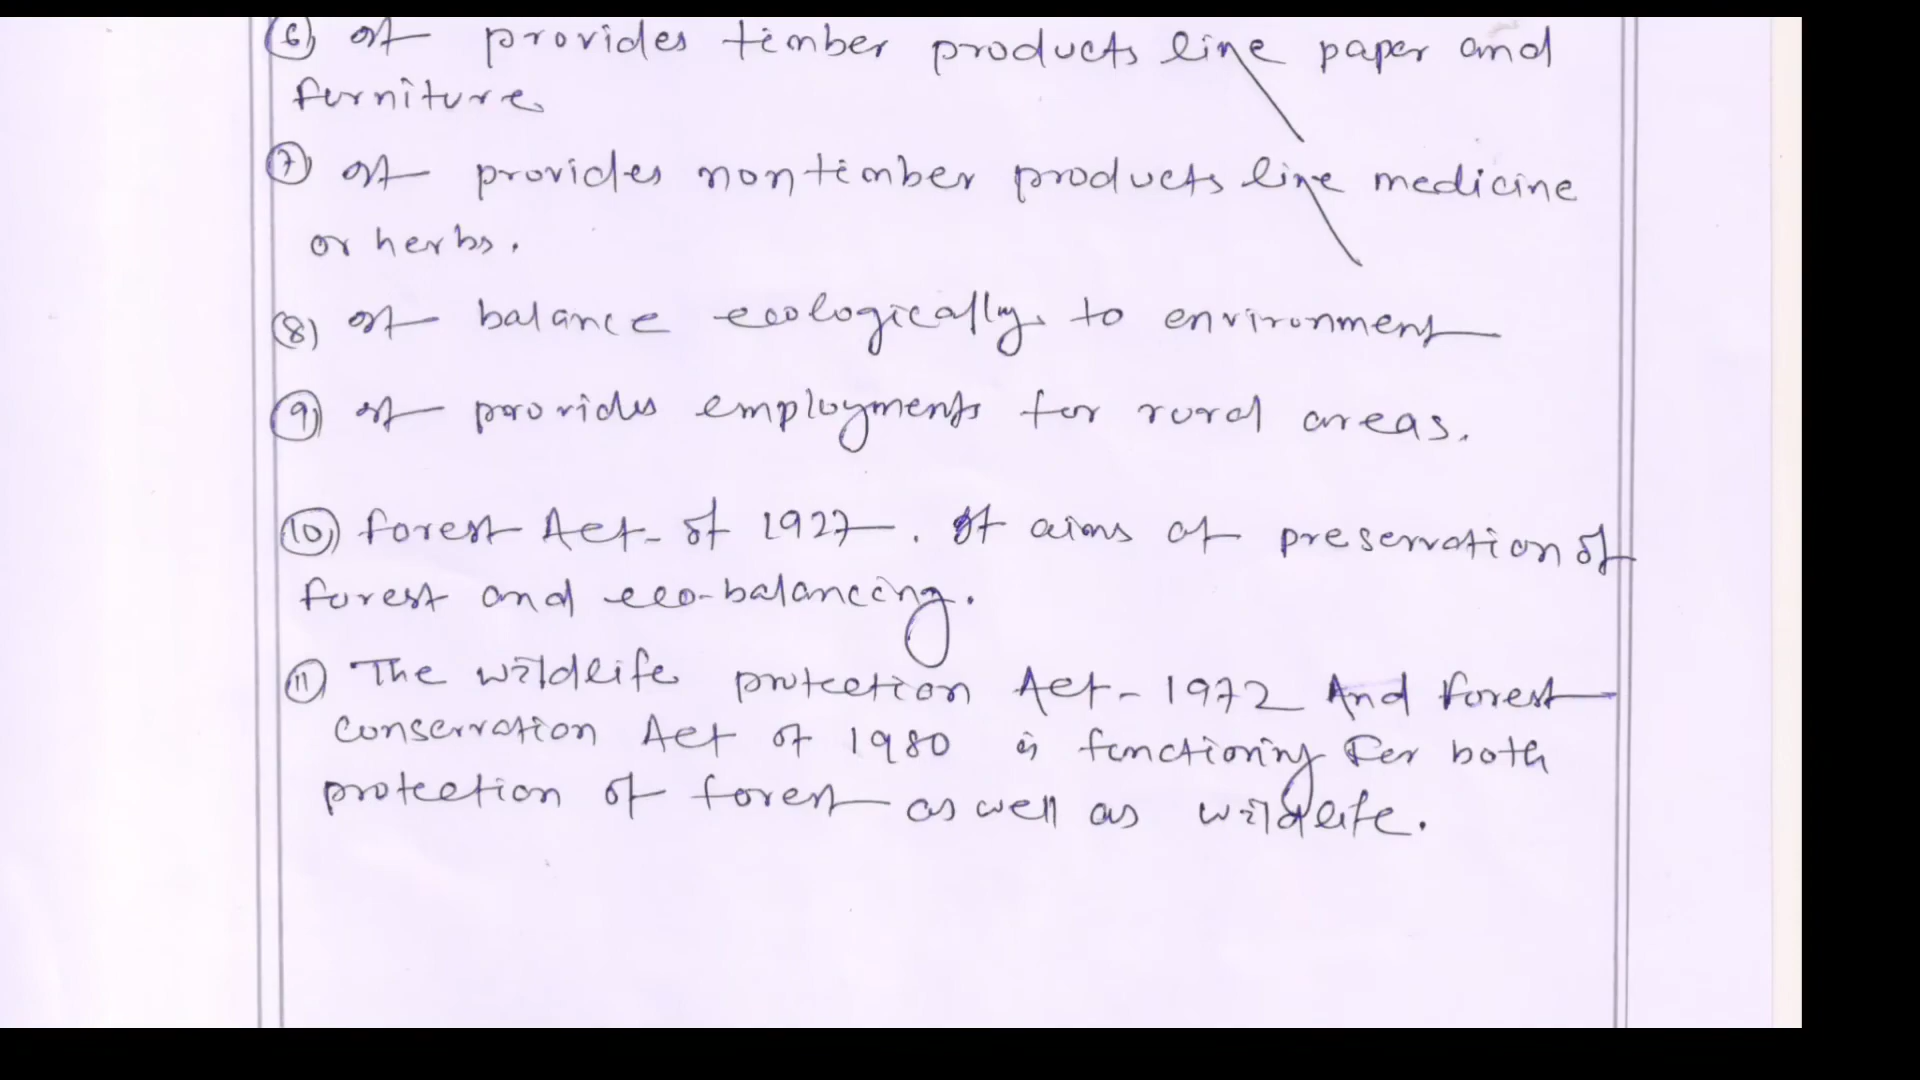 (6) It provides timber products like paper and
furniture.
(7) It provides non timber products like medicine
or herbs.
(8) It balance ecologically to environment
(9) It provides employments for rural areas.
(10) Forest Act- of 1927. It aims at preservation of
forest and eco-balancing.
(11) The wildlife protection Act- 1972 And Forest
conservation Act of 1980 is functioning For both
protection of forest as well as wildlife.